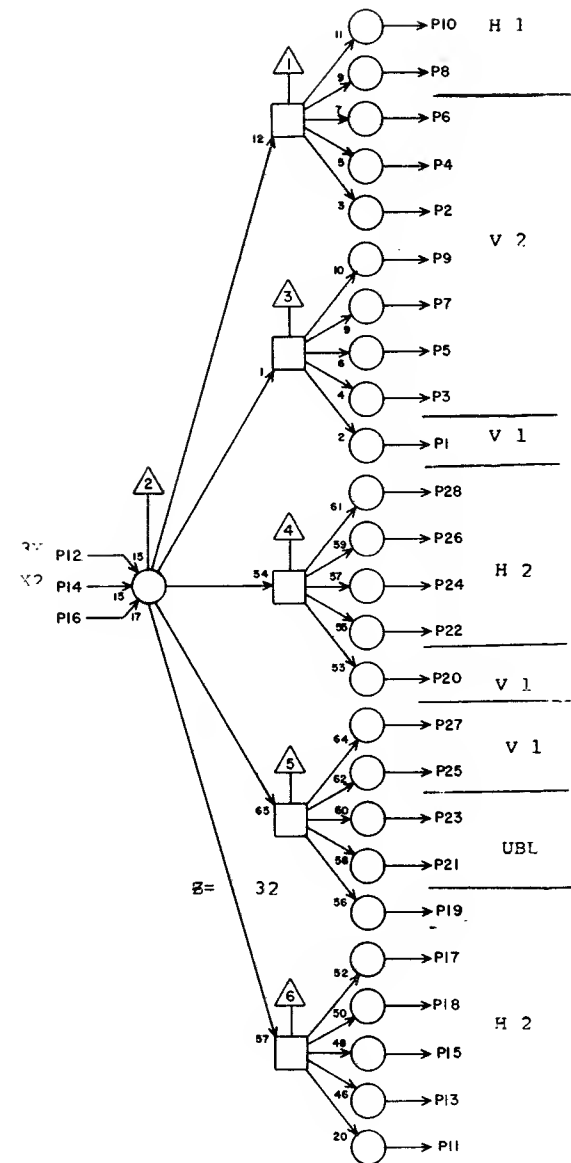 11 P10 H 1
1
9 P8
7 P6
12
5 P4
3 P2
V 2
10 P9
3
9 P7
6 P5
1
4 P3
2 P1 V 1
61 P28
2
4
59 P26
P12 15
54 57 P24 H 2
P14 15
P16 17
55 P22
53 P20
V 1
64 P27
V 1
5
62 P25
65 60 P23
58 P21 UBL
= 32
56 P19
52 P17
6
50 P18
H 2
57 48 P15
46 P13
20 P11